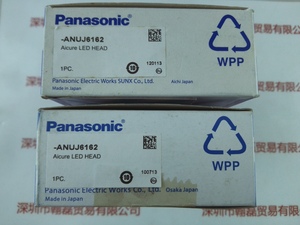 Panasonic
-ANUJ6162
Aicure LED HEAD
120113
1PC.
Panasonic Electric Works SUNX Co., Ltd.
Aichi Japan
Made in Japan
WPP
Panasonic
-ANUJ6162
Aicure LED HEAD
100713
1PC.
Panasonic Electric Works Co., Ltd.
Osaka Japan
Made in Japan
WPP